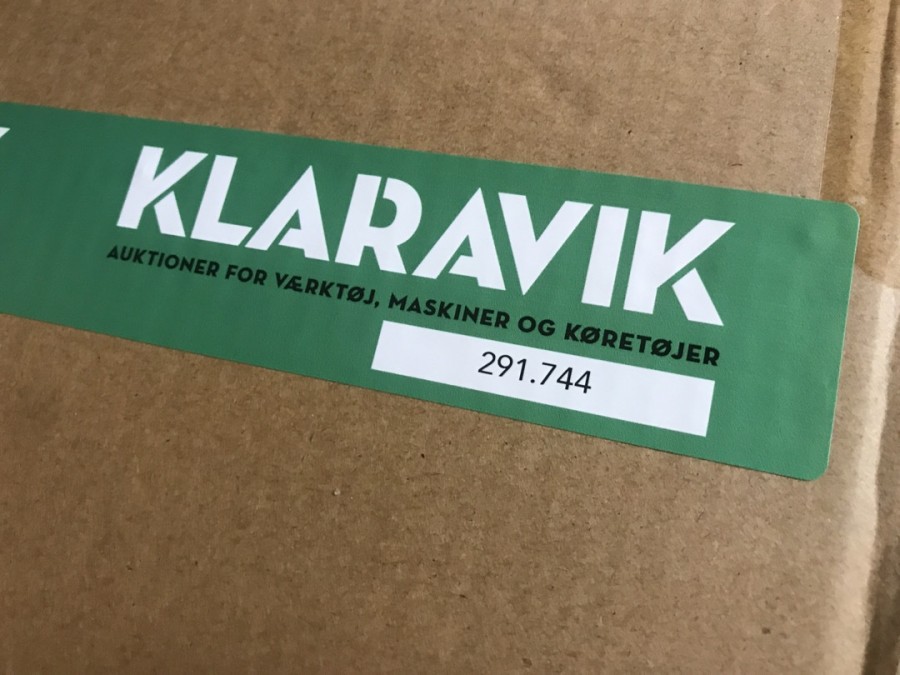 KLARAVIK
AUKTIONER FOR VÆRKTØJ, MASKINER OG KØRETØJER
291.744